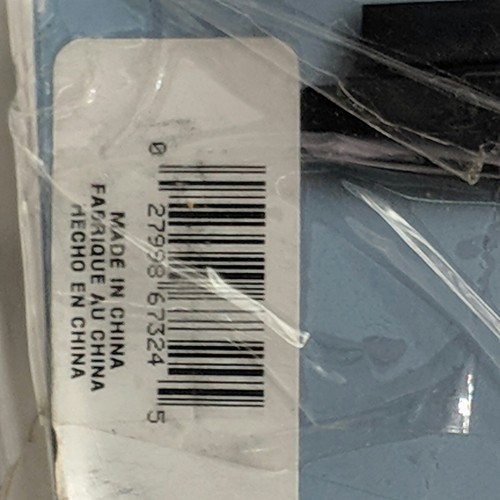 0 27998 67324 5
MADE IN CHINA
FABRIQUE AU CHINA
HECHO EN CHINA